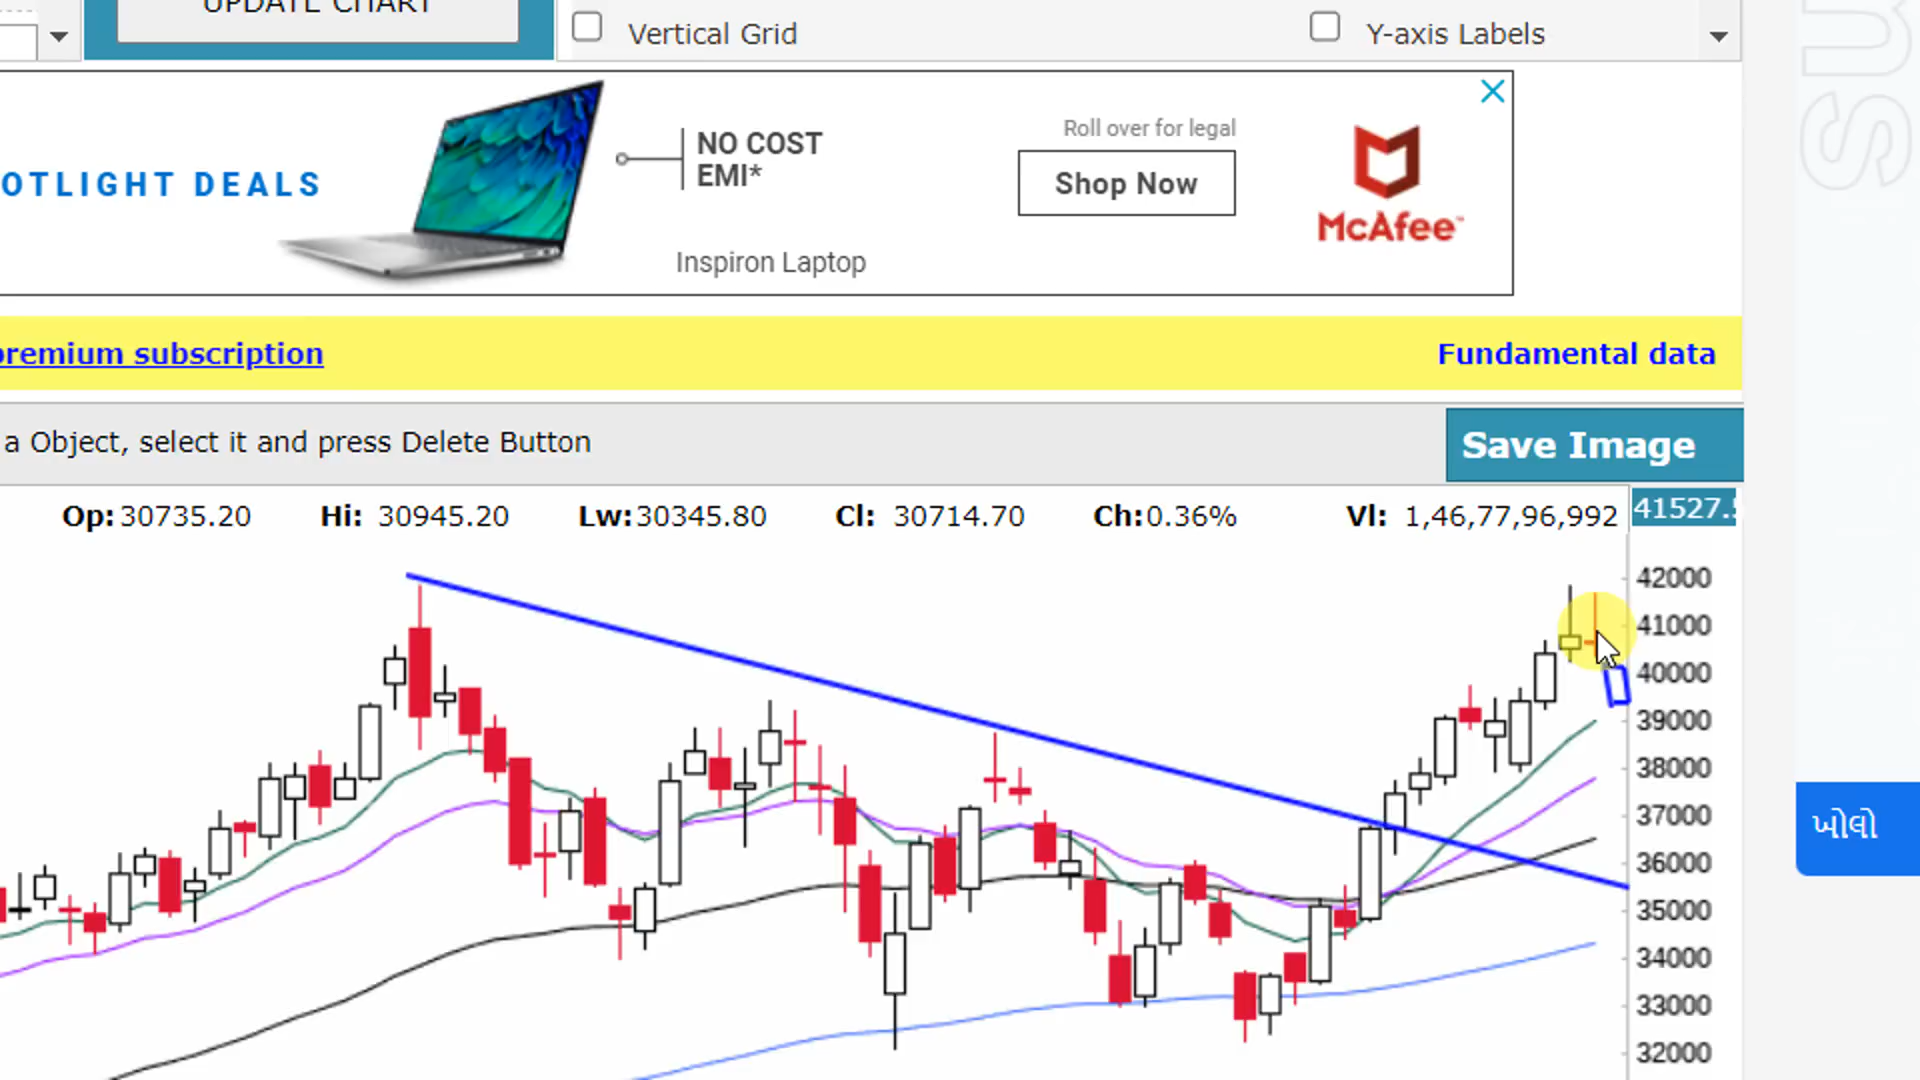 UPDATE CHART
Vertical Grid
Y-axis Labels
OTLIGHT DEALS
NO COST
EMI*
Inspiron Laptop
Roll over for legal
Shop Now
McAfee™
premium subscription
Fundamental data
a Object, select it and press Delete Button
Save Image
Op:30735.20 Hi: 30945.20 Lw:30345.80 Cl: 30714.70 Ch:0.36% Vl: 1,46,77,96,992
41527.5
42000
41000
40000
39000
38000
37000
36000
35000
34000
33000
32000
ખોલો